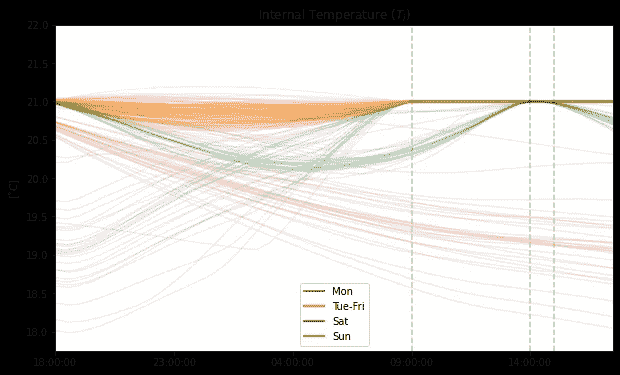 Internal Temperature (Tᵢ)
22.0
21.5
21.0
20.5
20.0
19.5
19.0
18.5
18.0
[°C]
Mon
Tue-Fri
Sat
Sun
18:00:00 23:00:00 04:00:00 09:00:00 14:00:00